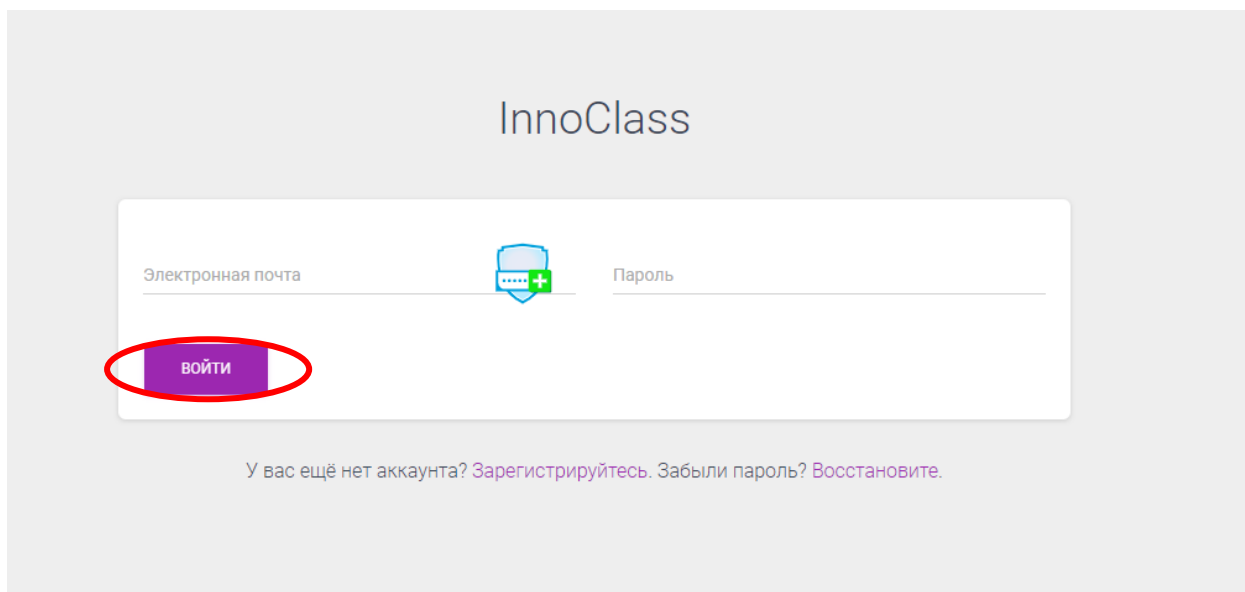 InnoClass
Электронная почта
Пароль
ВОЙТИ
У вас ещё нет аккаунта? Зарегистрируйтесь. Забыли пароль? Восстановите.